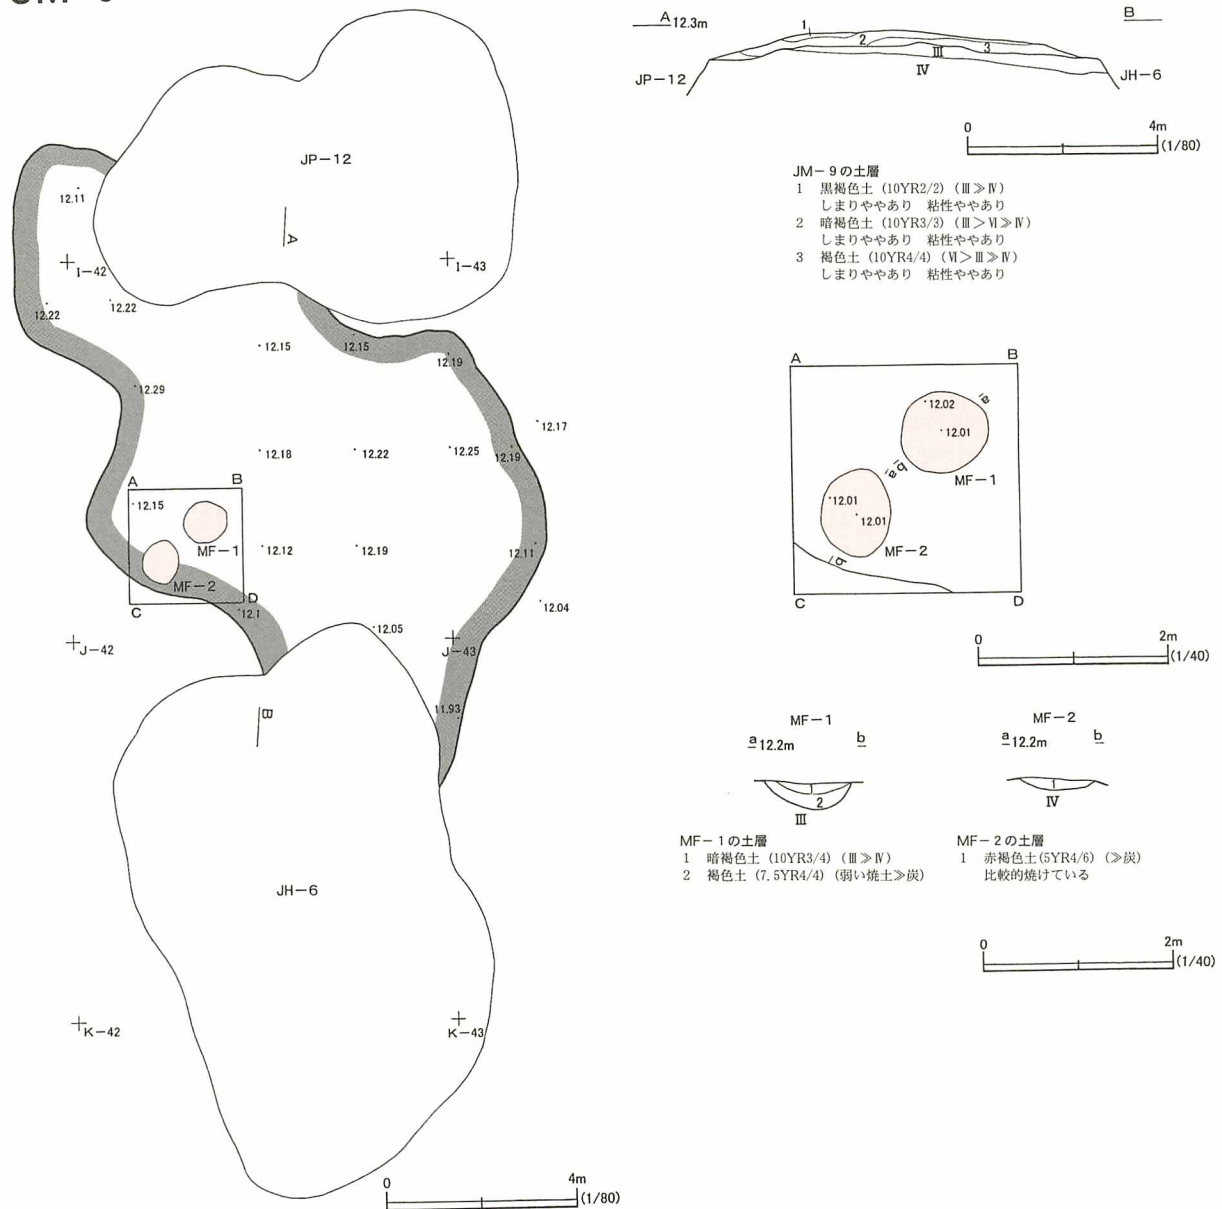 A 12.3m
B
1
2
3
Ⅲ
Ⅳ
JP-12
JH-6
0 4m
(1/80)
JM-9の土層
1 黒褐色土 (10YR2/2) (Ⅲ≫Ⅳ)
しまりややあり 粘性ややあり
2 暗褐色土 (10YR3/3) (Ⅲ>Ⅵ≫Ⅳ)
しまりややあり 粘性ややあり
3 褐色土 (10YR4/4) (Ⅵ>Ⅲ≫Ⅳ)
しまりややあり 粘性ややあり
JP-12
A
12.11
I-42
I-43
12.22
12.22
12.15
12.15
12.19
12.29
12.17
12.18
12.22
12.25
12.19
A
B
12.15
MF-1
12.12
12.19
12.11
MF-2
C
D
12.1
12.04
12.05
J-42
J-43
11.93
B
JH-6
K-42
K-43
0 4m
(1/80)
A
B
a
12.02
12.01
b
a
MF-1
12.01
12.01
MF-2
b
C
D
0 2m
(1/40)
MF-1
a 12.2m b
1
2
Ⅲ
MF-1の土層
1 暗褐色土 (10YR3/4) (Ⅲ≫Ⅳ)
2 褐色土 (7.5YR4/4) (弱い焼土≫炭)
MF-2
a 12.2m b
1
Ⅳ
MF-2の土層
1 赤褐色土(5YR4/6) (≫炭)
比較的焼けている
0 2m
(1/40)